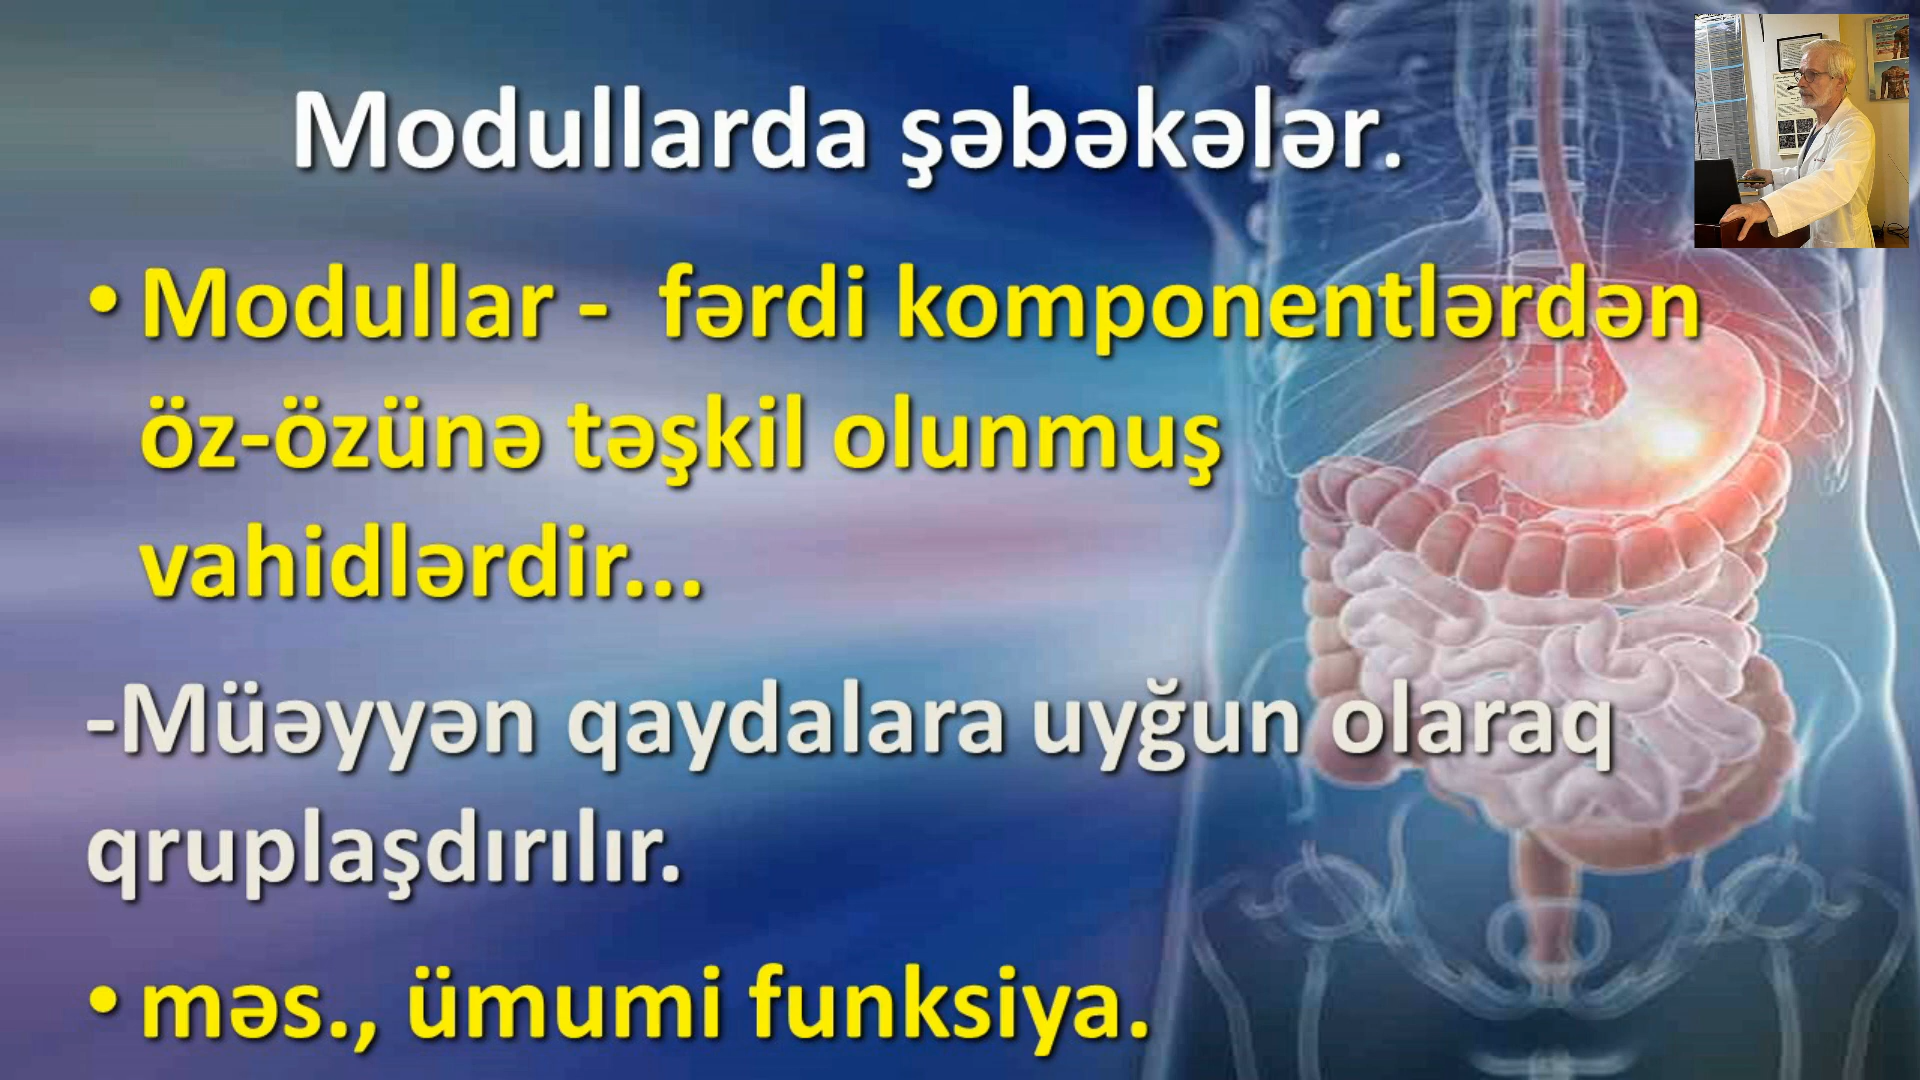 Modullarda şəbəkələr.
• Modullar - fərdi komponentlərdən
öz-özünə təşkil olunmuş
vahidlərdir...
-Müəyyən qaydalara uyğun olaraq
qruplaşdırılır.
• məs., ümumi funksiya.